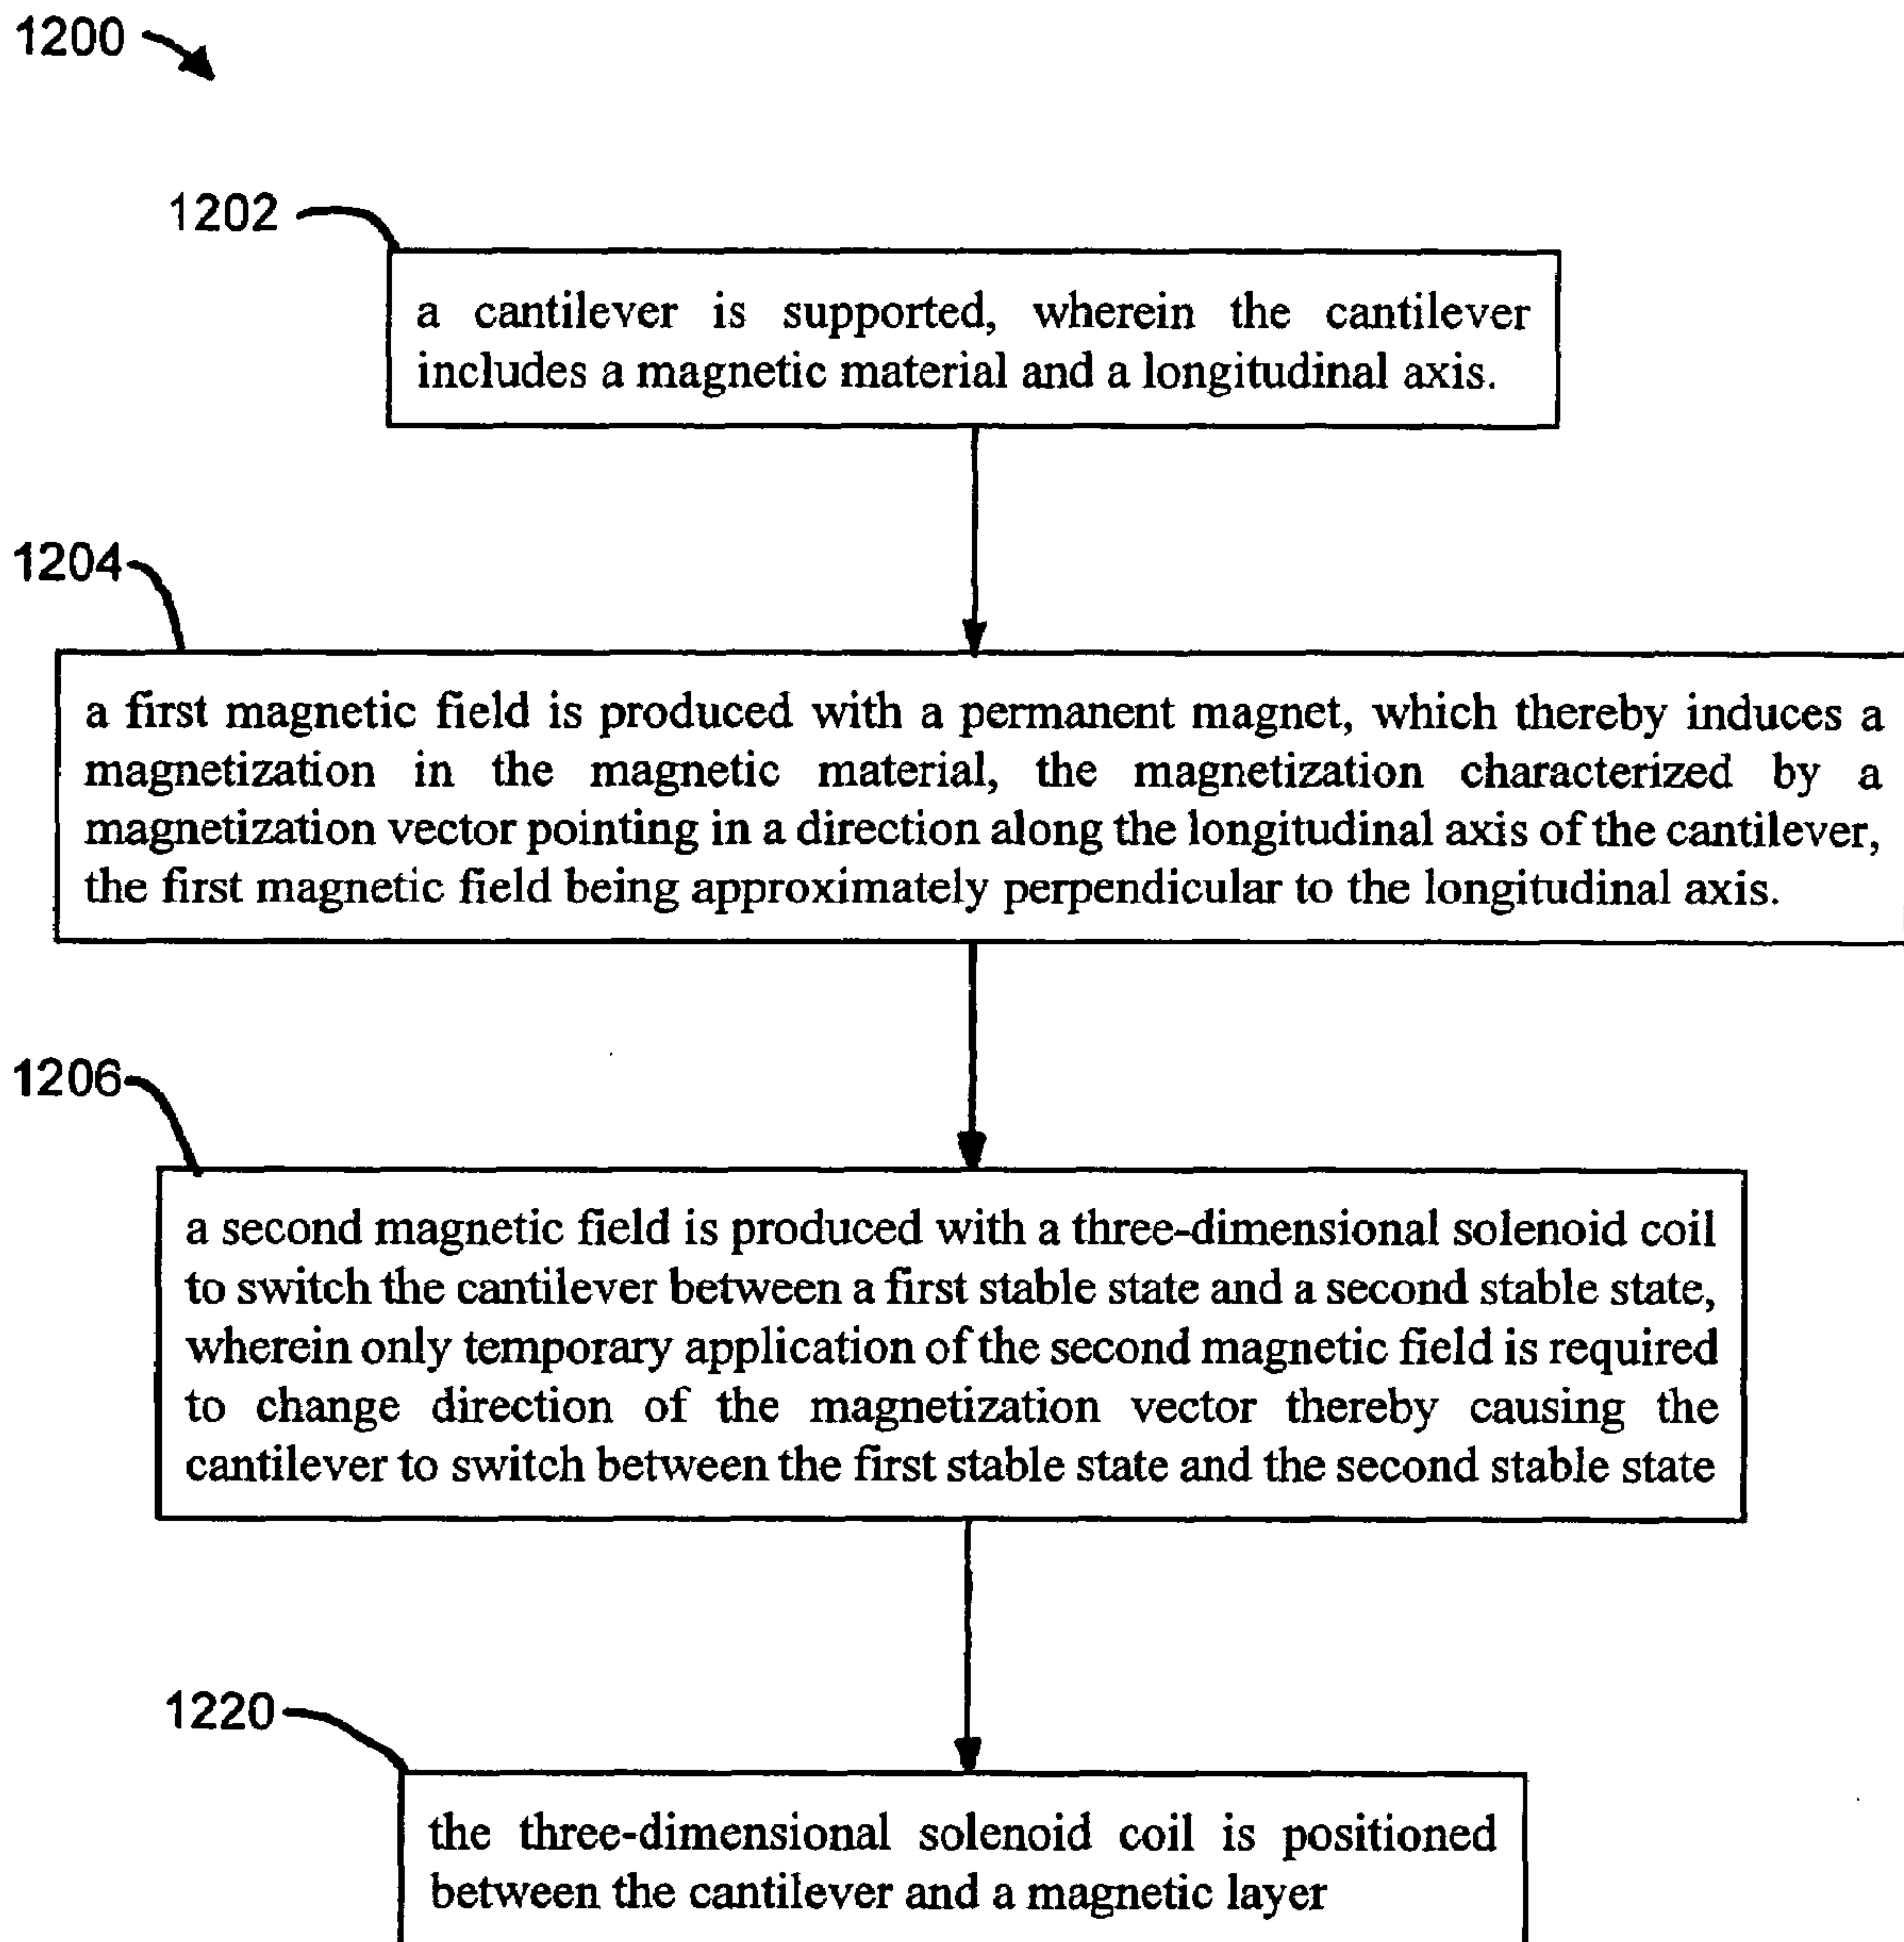 1200
1202
a cantilever is supported, wherein the cantilever
includes a magnetic material and a longitudinal axis.
1204
a first magnetic field is produced with a permanent magnet, which thereby induces a
magnetization in the magnetic material, the magnetization characterized by a
magnetization vector pointing in a direction along the longitudinal axis of the cantilever,
the first magnetic field being approximately perpendicular to the longitudinal axis.
1206
a second magnetic field is produced with a three-dimensional solenoid coil
to switch the cantilever between a first stable state and a second stable state,
wherein only temporary application of the second magnetic field is required
to change direction of the magnetization vector thereby causing the
cantilever to switch between the first stable state and the second stable state
1220
the three-dimensional solenoid coil is positioned
between the cantilever and a magnetic layer